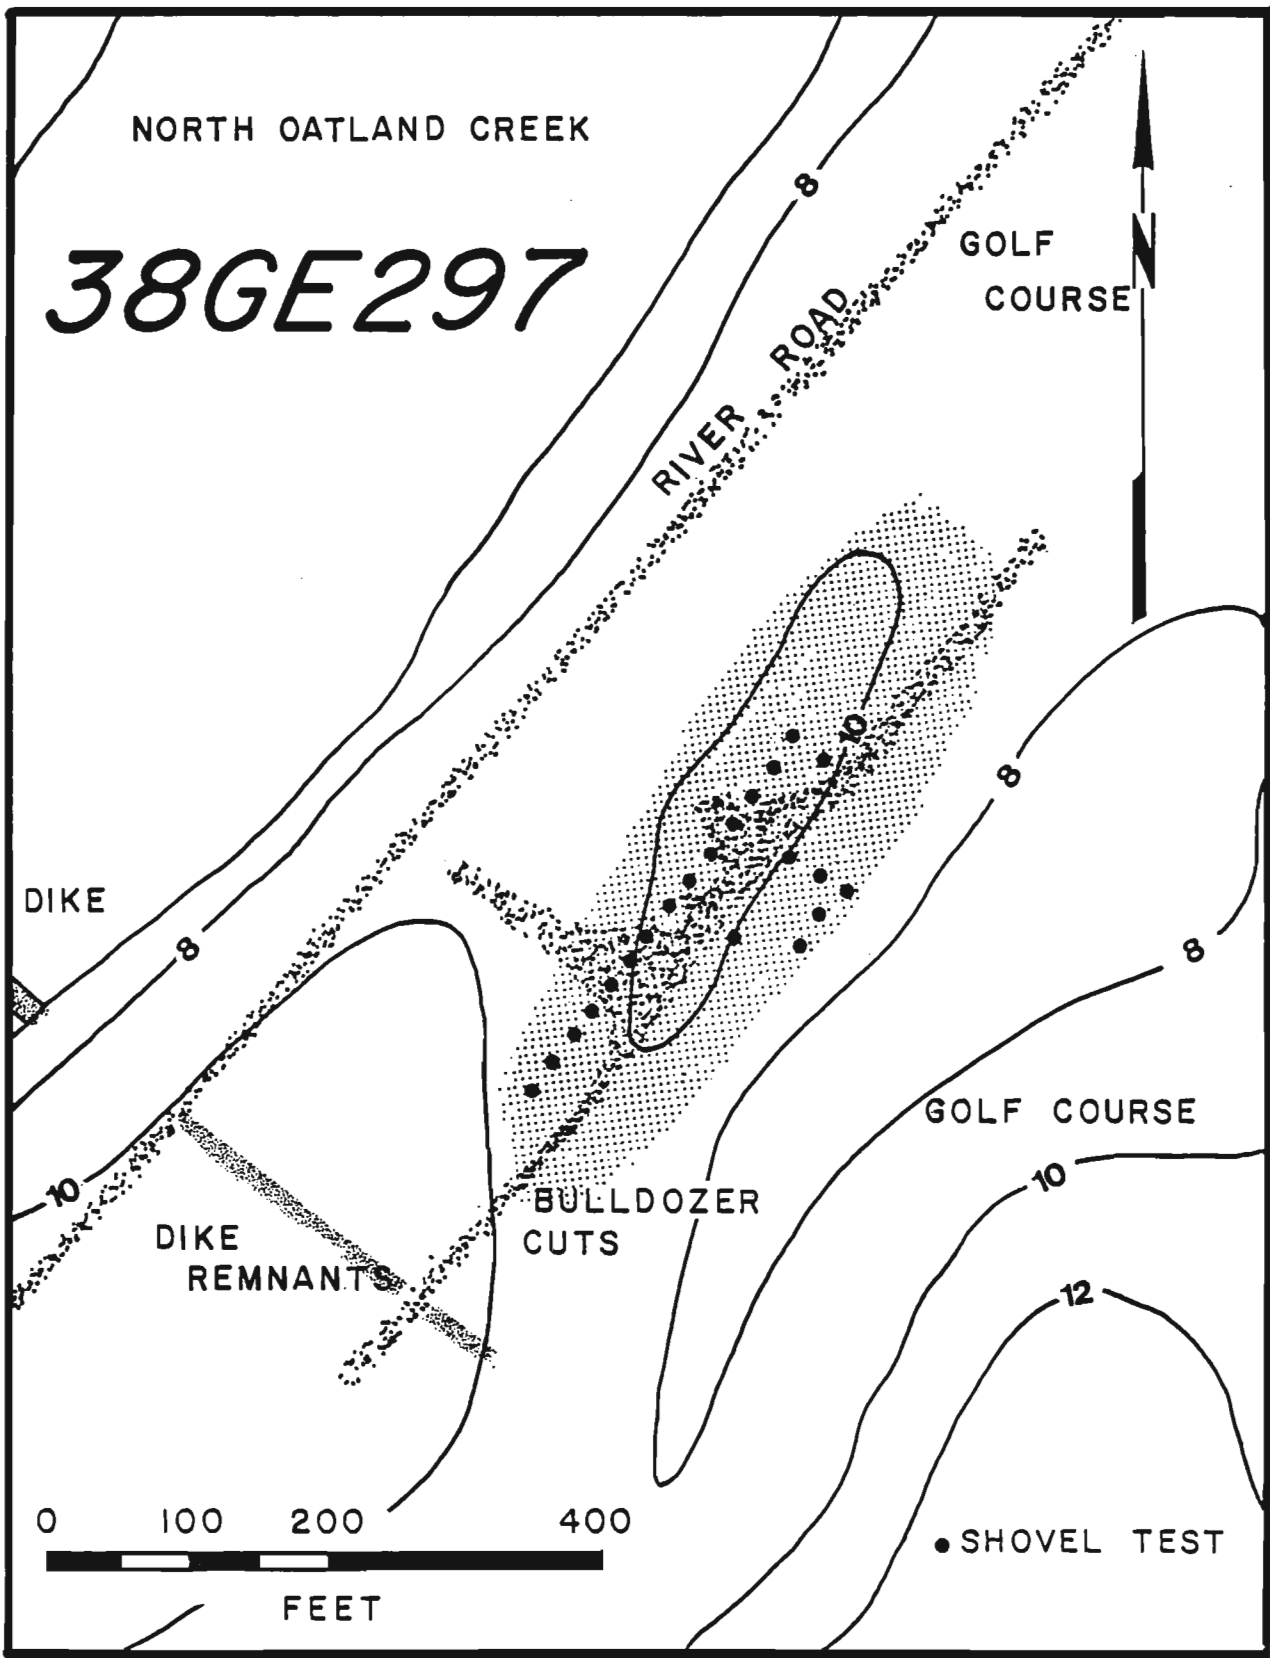 NORTH OATLAND CREEK
38GE297
8
GOLF
COURSE
N
RIVER ROAD
10
8
DIKE
8
8
GOLF COURSE
10
10
BULLDOZER
CUTS
DIKE
REMNANTS
12
0 100 200 400
FEET
SHOVEL TEST